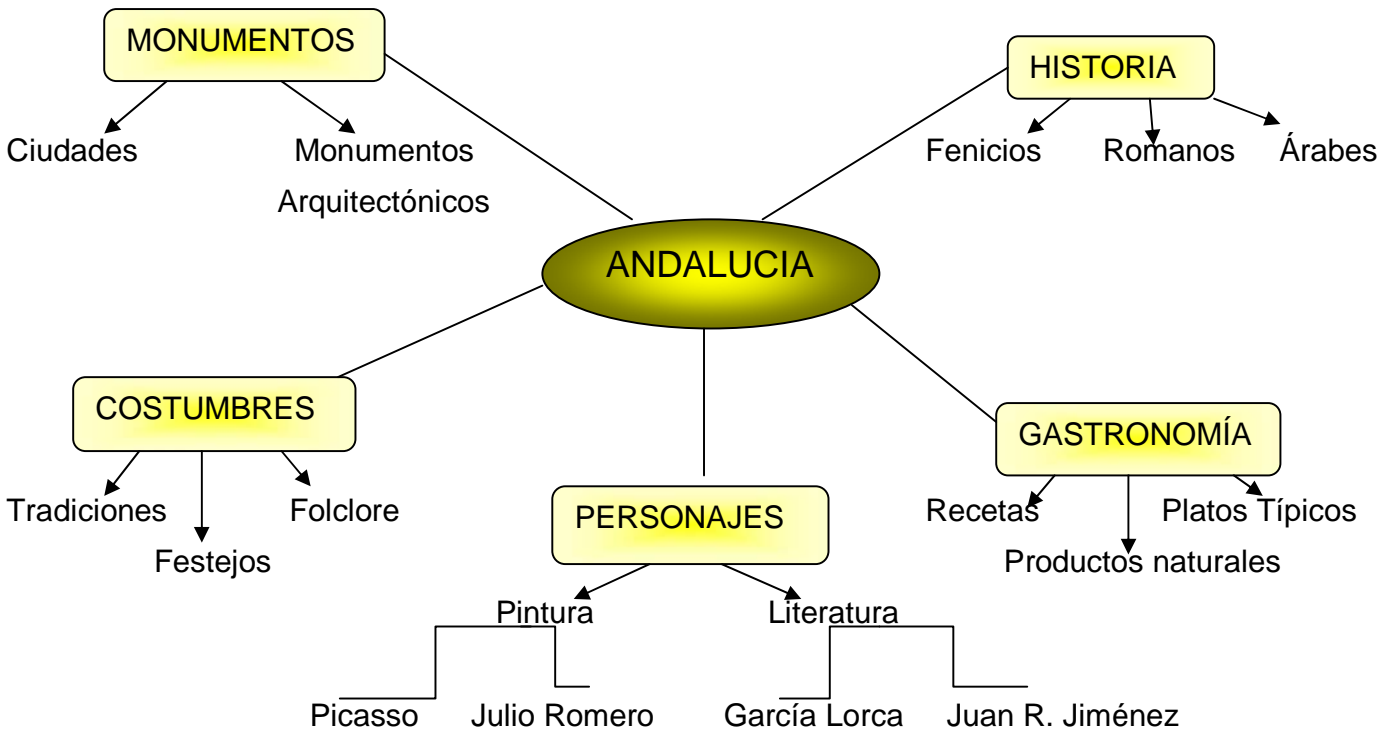 MONUMENTOS
HISTORIA
Ciudades
Monumentos
Arquitectónicos
Fenicios
Romanos
Árabes
ANDALUCIA
COSTUMBRES
GASTRONOMÍA
Tradiciones
Folclore
Festejos
PERSONAJES
Recetas
Platos Típicos
Productos naturales
Pintura
Literatura
Picasso
Julio Romero
García Lorca
Juan R. Jiménez